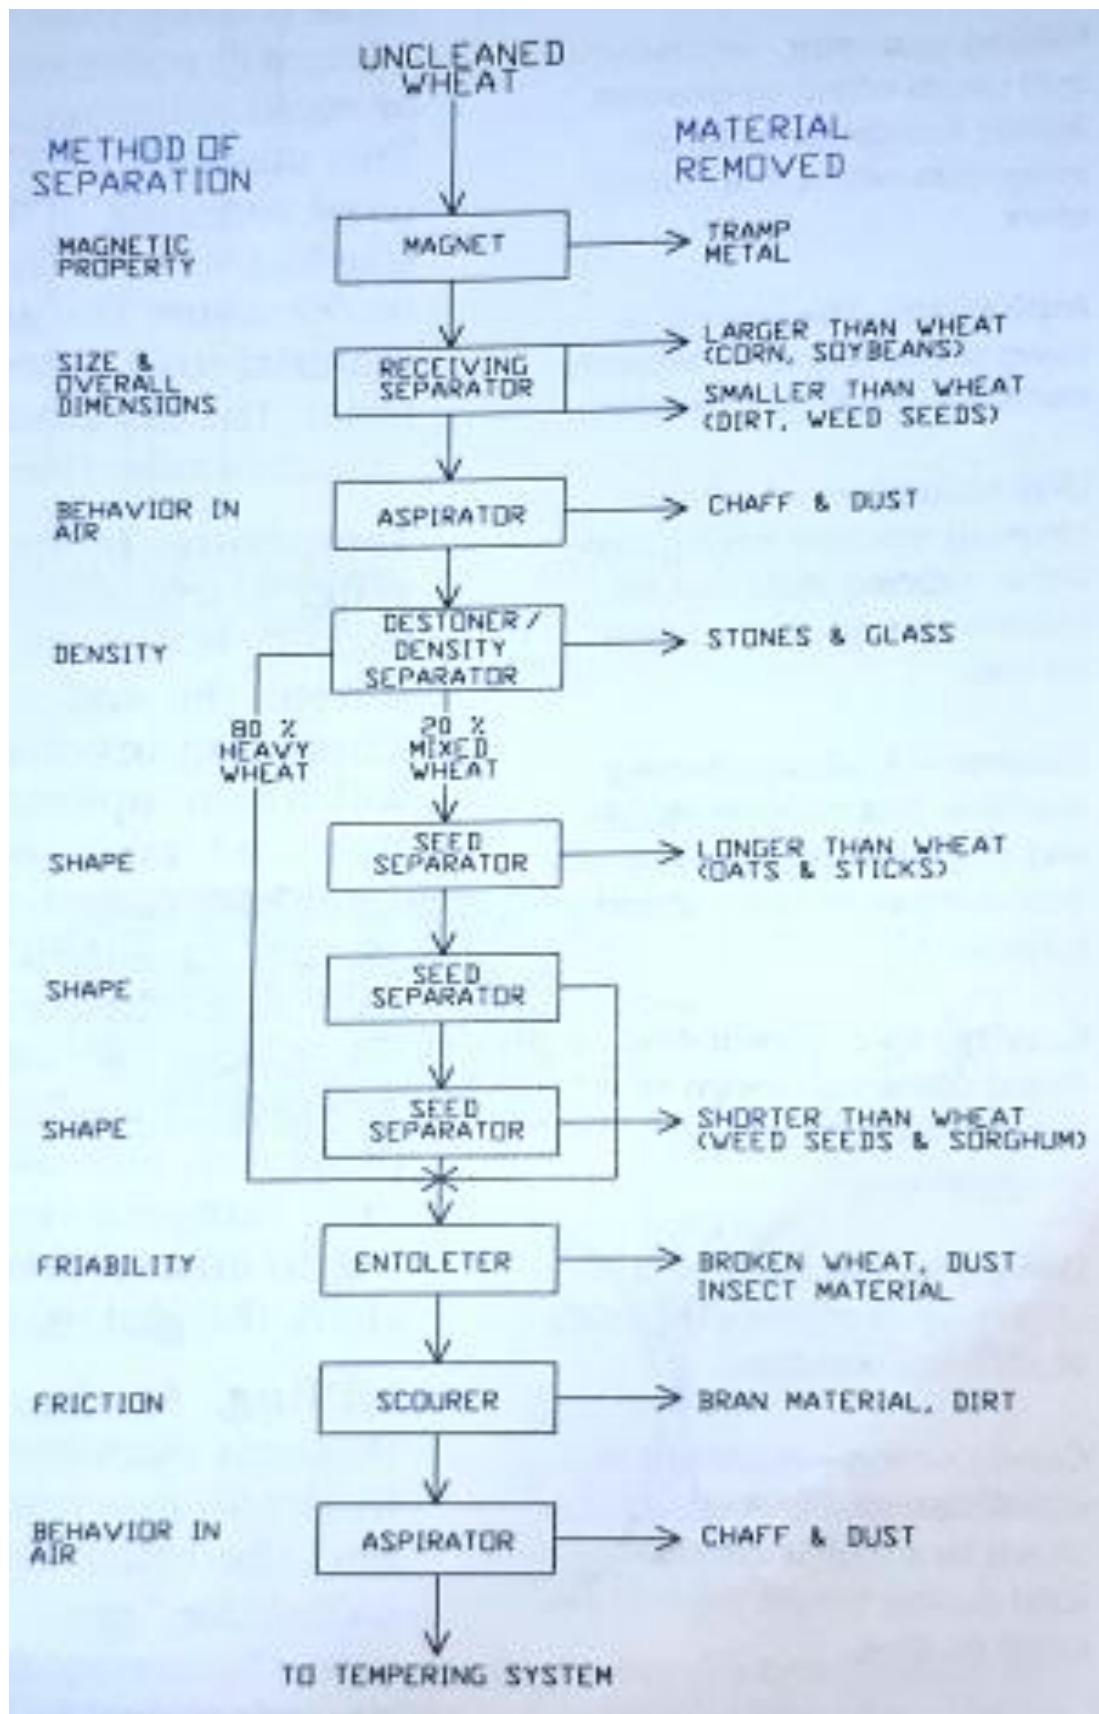 UNCLEANED
WHEAT
METHOD OF
SEPARATION
MATERIAL
REMOVED
MAGNETIC
PROPERTY
MAGNET
TRAMP
METAL
SIZE &
OVERALL
DIMENSIONS
RECEIVING
SEPARATOR
LARGER THAN WHEAT
(CORN, SOYBEANS)
SMALLER THAN WHEAT
(DIRT, WEED SEEDS)
BEHAVIOR IN
AIR
ASPIRATOR
CHAFF & DUST
DENSITY
DESTONER/
DENSITY
SEPARATOR
STONES & GLASS
80 %
HEAVY
WHEAT
20 %
MIXED
WHEAT
SHAPE
SEED
SEPARATOR
LONGER THAN WHEAT
(OATS & STICKS)
SHAPE
SEED
SEPARATOR
SHAPE
SEED
SEPARATOR
SHORTER THAN WHEAT
(WEED SEEDS & SORGHUM)
FRIABILITY
ENTOLETER
BROKEN WHEAT, DUST
INSECT MATERIAL
FRICTION
SCOURER
BRAN MATERIAL, DIRT
BEHAVIOR IN
AIR
ASPIRATOR
CHAFF & DUST
TO TEMPERING SYSTEM